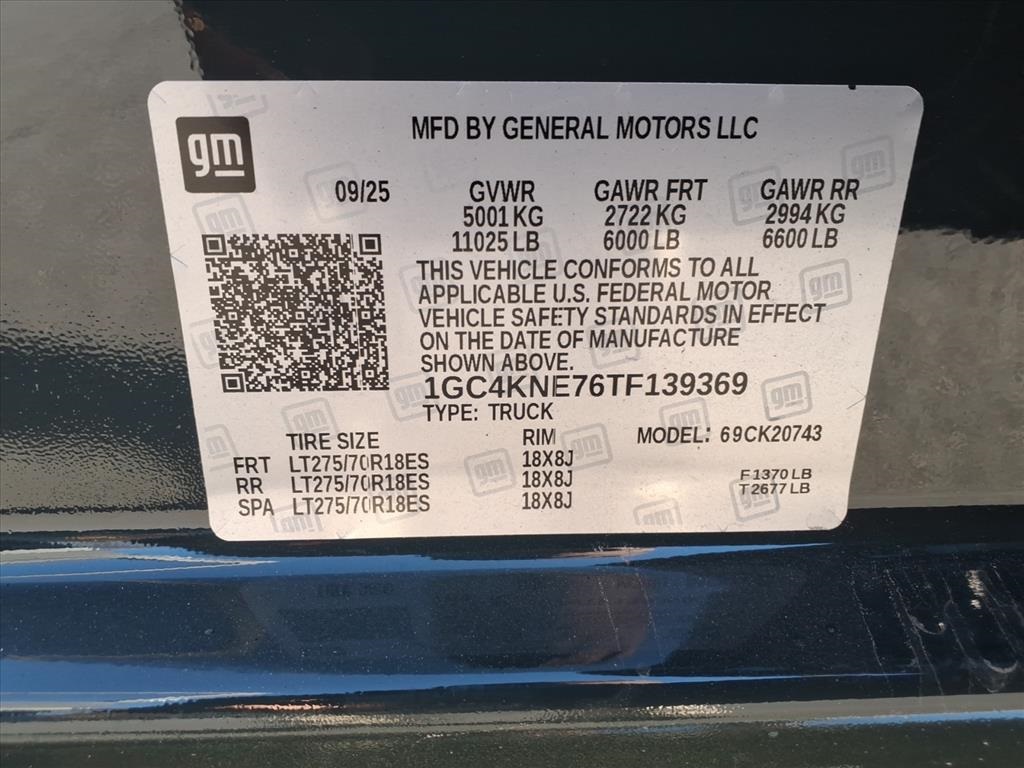 gm
MFD BY GENERAL MOTORS LLC
09/25 GVWR GAWR FRT GAWR RR
5001 KG 2722 KG 2994 KG
11025 LB 6000 LB 6600 LB
THIS VEHICLE CONFORMS TO ALL
APPLICABLE U.S. FEDERAL MOTOR
VEHICLE SAFETY STANDARDS IN EFFECT
ON THE DATE OF MANUFACTURE
SHOWN ABOVE.
1GC4KNE76TF139369
TYPE: TRUCK
TIRE SIZE RIM MODEL: 69CK20743
FRT LT275/70R18ES 18X8J
RR LT275/70R18ES 18X8J
SPA LT275/70R18ES 18X8J
F 1370 LB
T 2677 LB